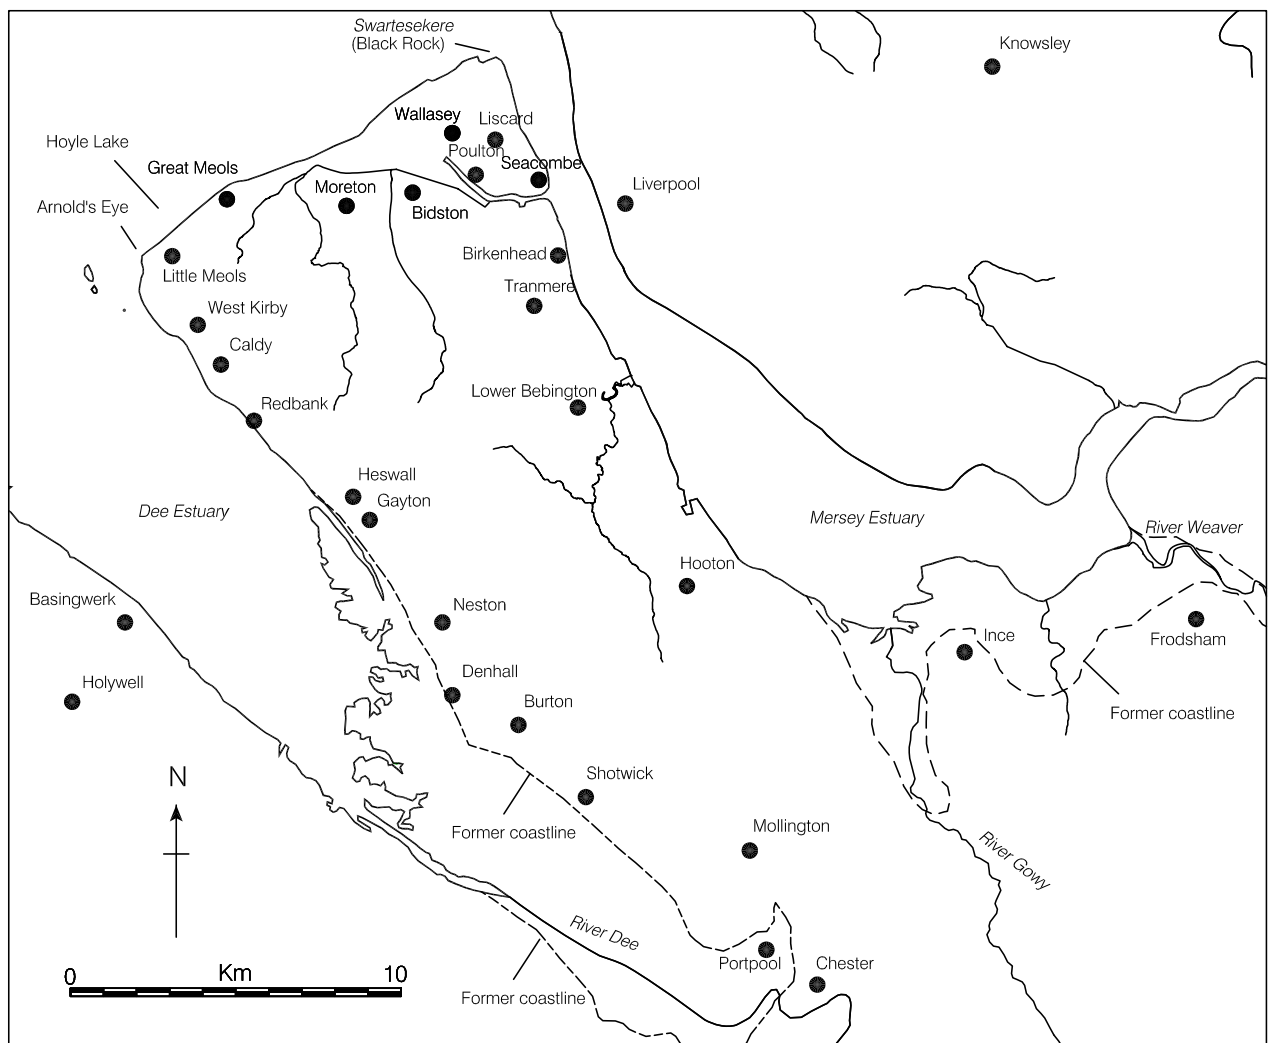 Swartesekere
(Black Rock)
Knowsley
Wallasey
Liscard
Hoyle Lake
Poulton
Great Meols
Seacombe
Moreton
Liverpool
Arnold's Eye
Bidston
Birkenhead
Little Meols
Tranmere
West Kirby
Caldy
Lower Bebington
Redbank
Heswall
Gayton
Dee Estuary
Mersey Estuary
River Weaver
Hooton
Basingwerk
Neston
Ince
Frodsham
Denhall
Holywell
Burton
Former coastline
Shotwick
N
Mollington
Former coastline
River Gowy
River Dee
Portpool
Chester
0 Km 10
Former coastline